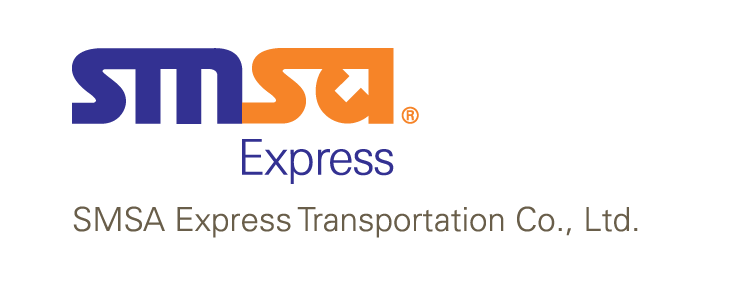 smsa®
Express
SMSA Express Transportation Co., Ltd.